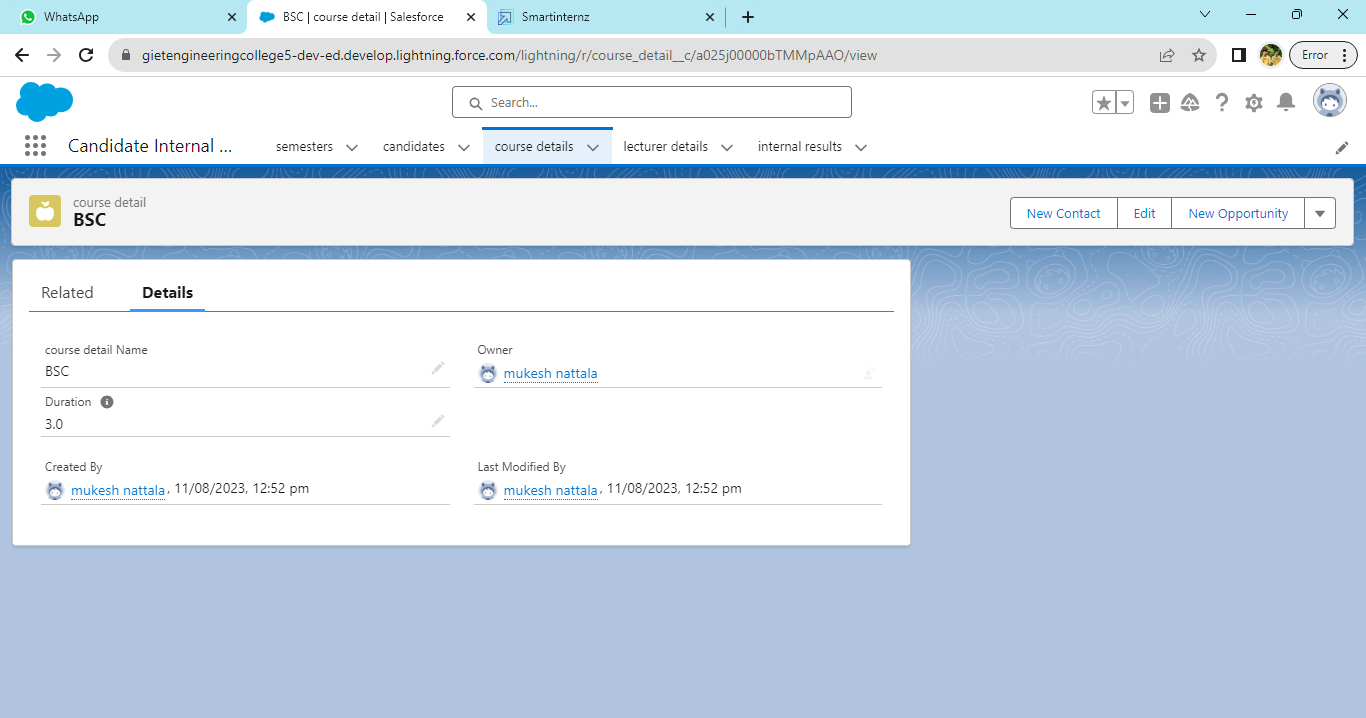 WhatsApp
BSC | course detail | Salesforce
Smartinternz
gietengineeringcollege5-dev-ed.develop.lightning.force.com/lightning/r/course_detail__c/a025j00000bTMMpAAO/view
Error
Search...
Candidate Internal ...
semesters
candidates
course details
lecturer details
internal results
course detail
BSC
New Contact
Edit
New Opportunity
Related
Details
course detail Name
BSC
Owner
mukesh nattala
Duration
3.0
Created By
mukesh nattala, 11/08/2023, 12:52 pm
Last Modified By
mukesh nattala, 11/08/2023, 12:52 pm